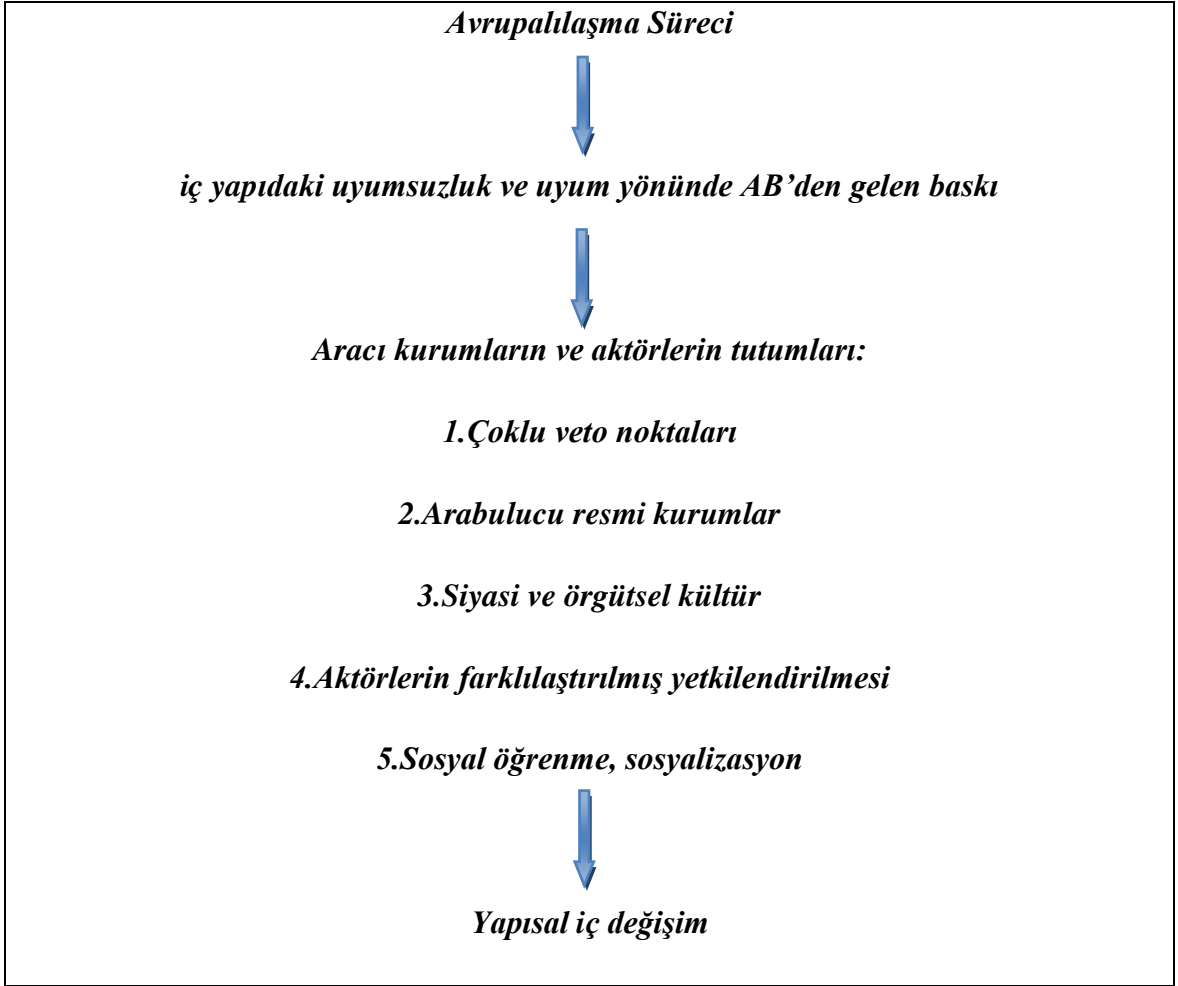 Avrupalılaşma Süreci
iç yapıdaki uyumsuzluk ve uyum yönünde AB’den gelen baskı
Aracı kurumların ve aktörlerin tutumları:
1.Çoklu veto noktaları
2.Arabulucu resmi kurumlar
3.Siyasi ve örgütsel kültür
4.Aktörlerin farklılaştırılmış yetkilendirilmesi
5.Sosyal öğrenme, sosyalizasyon
Yapısal iç değişim